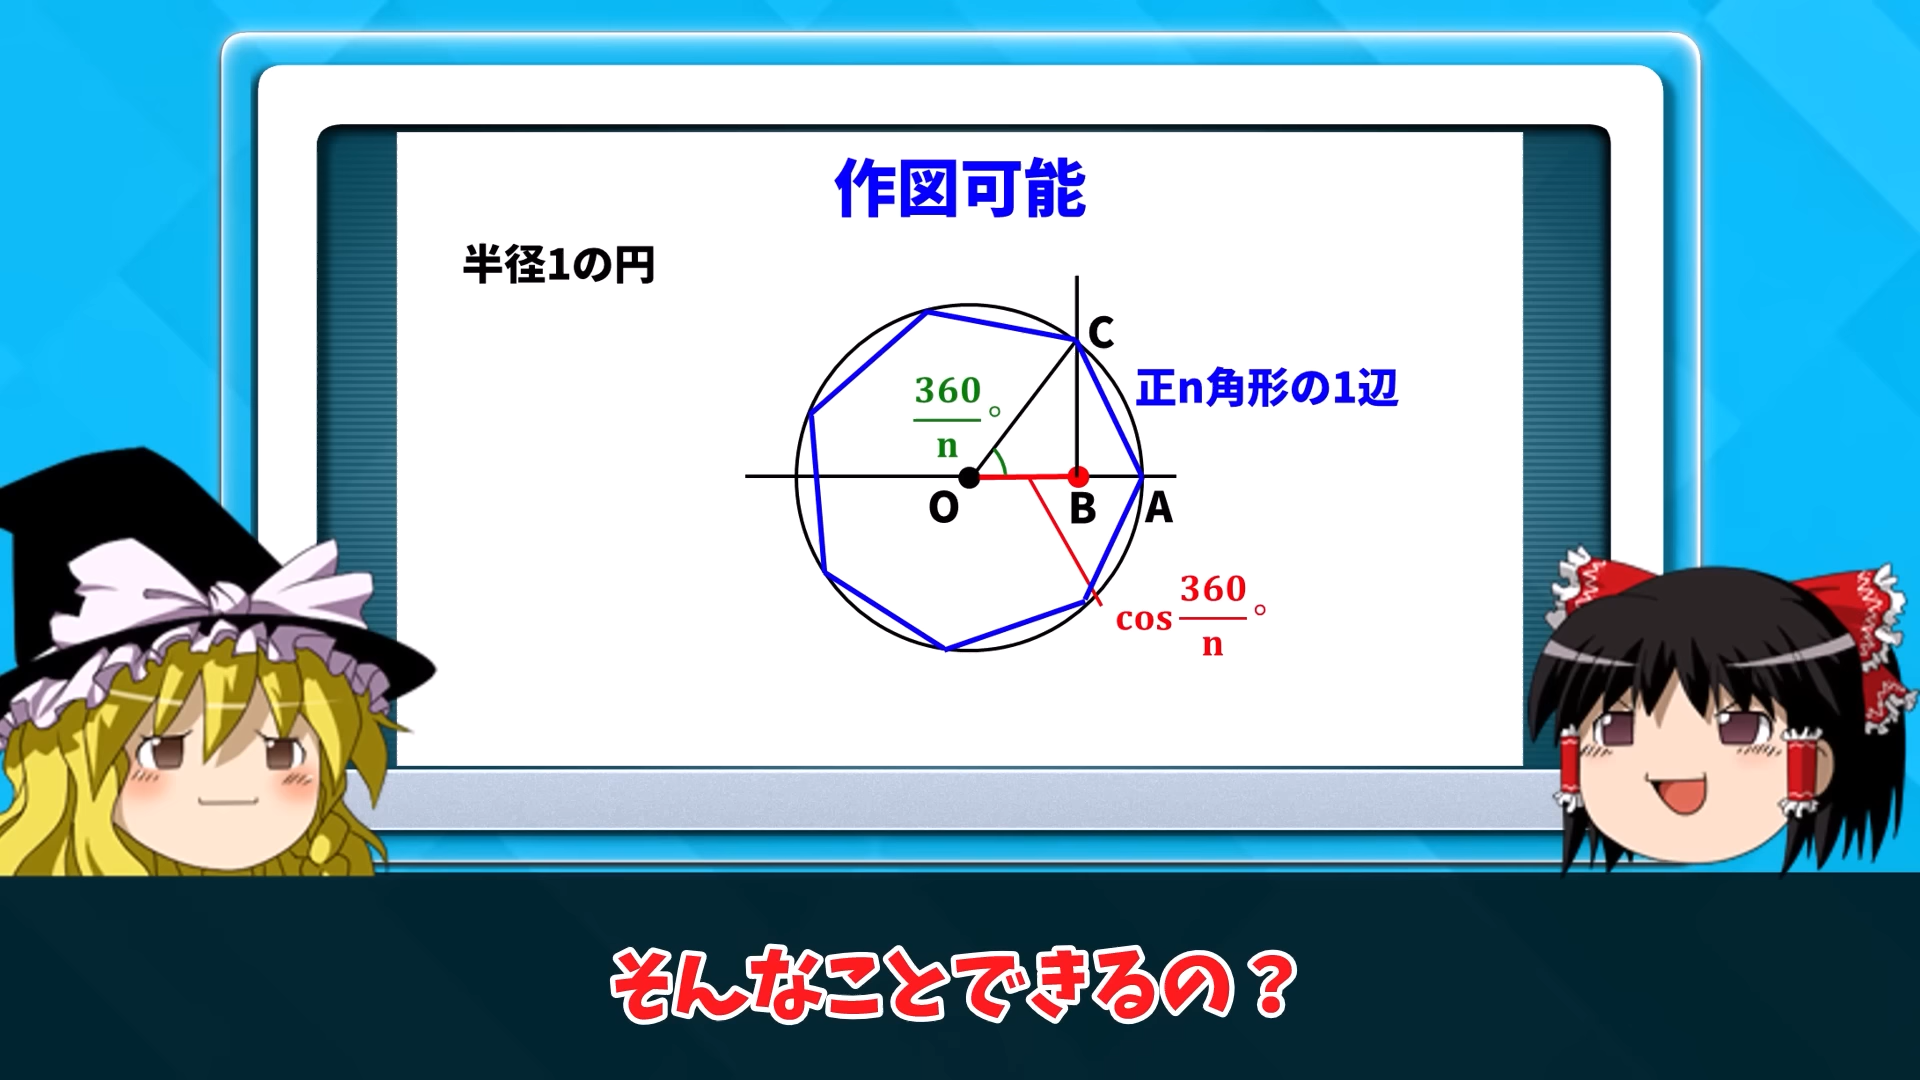 作図可能
半径1の円
C
正n角形の1辺
360
n
°
O
B
A
cos 360/n °
そんなことできるの？